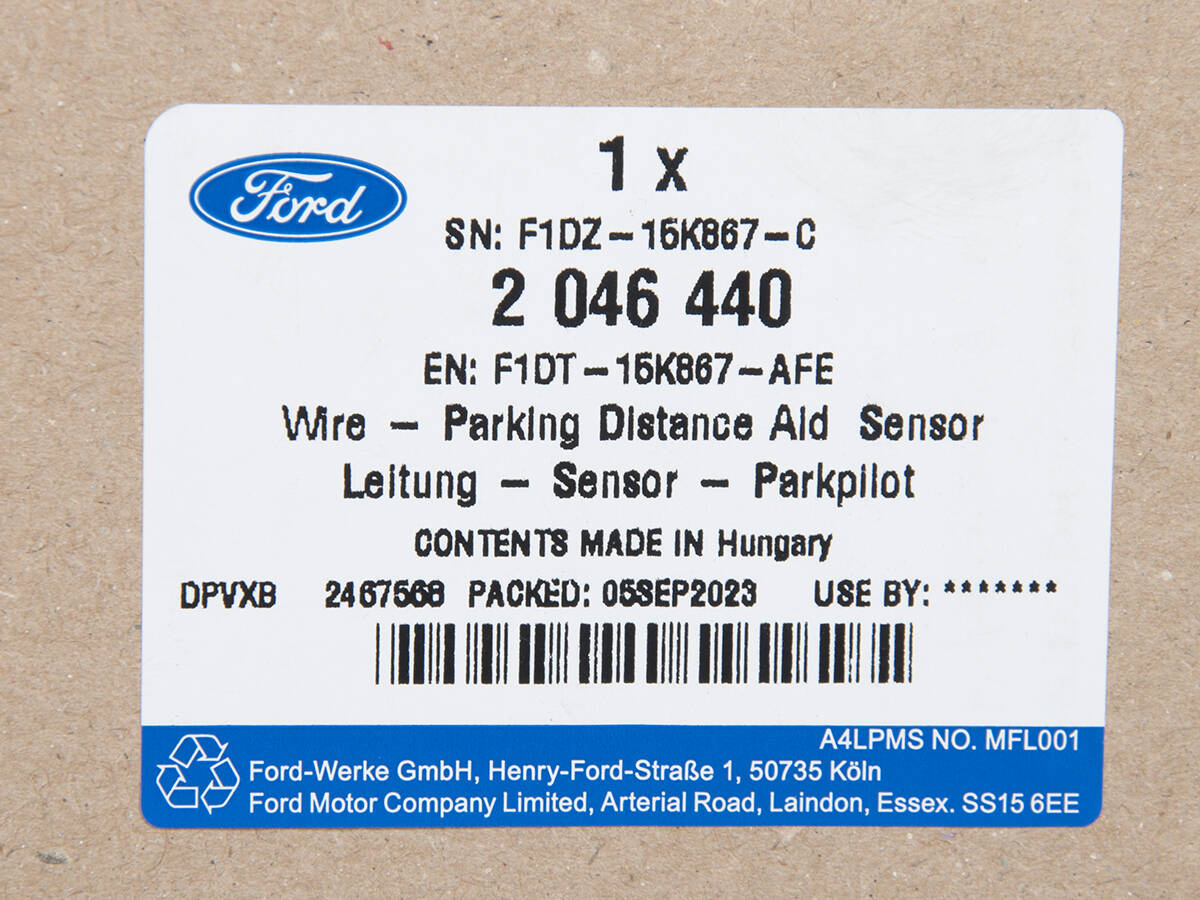 Ford
1 x
SN: F1DZ-15K867-C
2 046 440
EN: F1DT-15K867-AFE
Wire - Parking Distance Aid Sensor
Leitung - Sensor - Parkpilot
CONTENTS MADE IN Hungary
DPVXB 2467568 PACKED: 05SEP2023 USE BY: *******
A4LPMS NO. MFL001
Ford-Werke GmbH, Henry-Ford-Straße 1, 50735 Köln
Ford Motor Company Limited, Arterial Road, Laindon, Essex. SS15 6EE